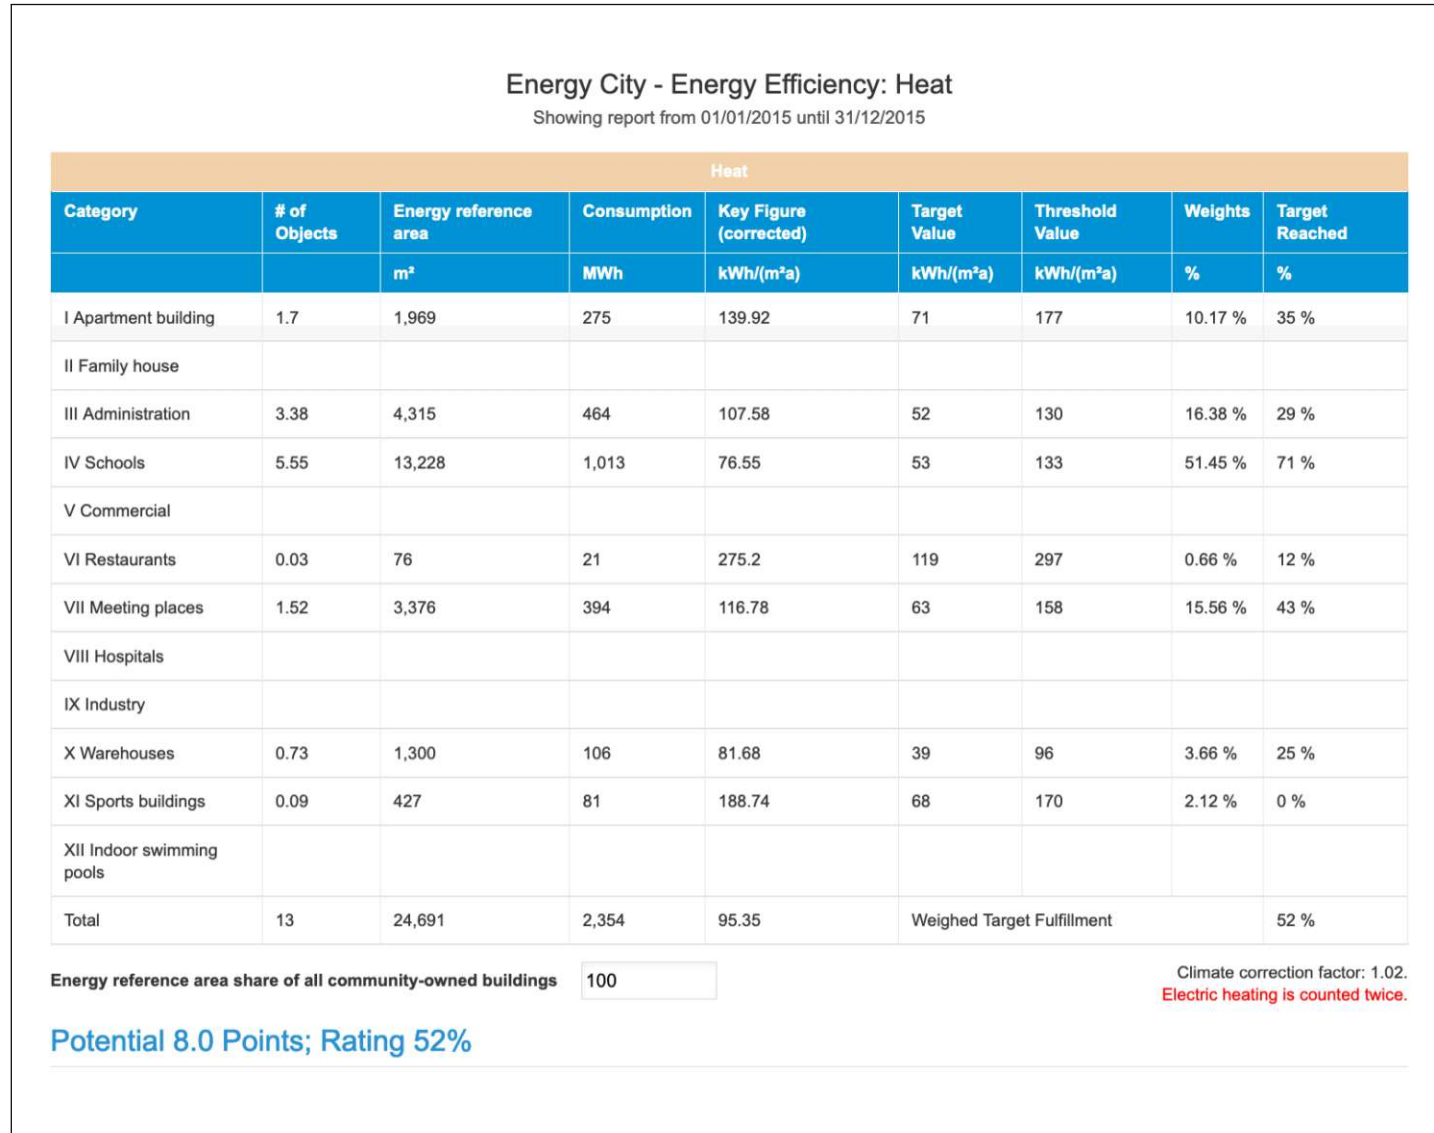 Energy City - Energy Efficiency: Heat
Showing report from 01/01/2015 until 31/12/2015
Heat
Category # of Objects Energy reference area Consumption Key Figure (corrected) Target Value Threshold Value Weights Target Reached
m² MWh kWh/(m²a) kWh/(m²a) kWh/(m²a) % %
I Apartment building 1.7 1,969 275 139.92 71 177 10.17 % 35 %
II Family house
III Administration 3.38 4,315 464 107.58 52 130 16.38 % 29 %
IV Schools 5.55 13,228 1,013 76.55 53 133 51.45 % 71 %
V Commercial
VI Restaurants 0.03 76 21 275.2 119 297 0.66 % 12 %
VII Meeting places 1.52 3,376 394 116.78 63 158 15.56 % 43 %
VIII Hospitals
IX Industry
X Warehouses 0.73 1,300 106 81.68 39 96 3.66 % 25 %
XI Sports buildings 0.09 427 81 188.74 68 170 2.12 % 0 %
XII Indoor swimming pools
Total 13 24,691 2,354 95.35 Weighed Target Fulfillment 52 %
Energy reference area share of all community-owned buildings 100
Climate correction factor: 1.02.
Electric heating is counted twice.
Potential 8.0 Points; Rating 52%